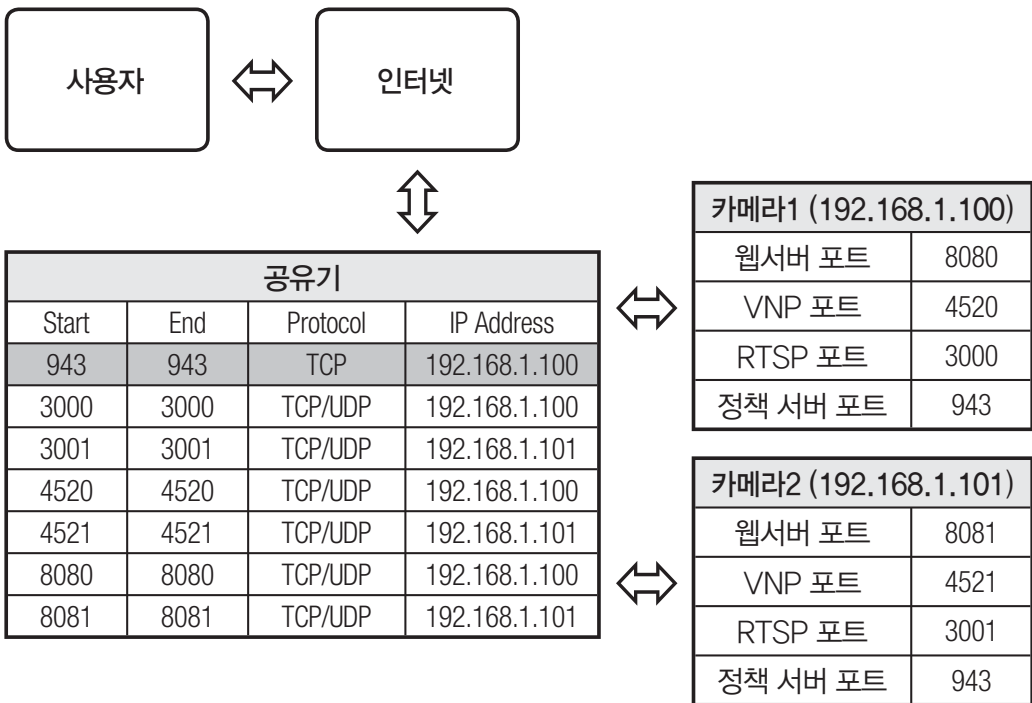 사용자
인터넷
공유기
Start End Protocol IP Address
943 943 TCP 192.168.1.100
3000 3000 TCP/UDP 192.168.1.100
3001 3001 TCP/UDP 192.168.1.101
4520 4520 TCP/UDP 192.168.1.100
4521 4521 TCP/UDP 192.168.1.101
8080 8080 TCP/UDP 192.168.1.100
8081 8081 TCP/UDP 192.168.1.101
카메라1 (192.168.1.100)
웹서버 포트 8080
VNP 포트 4520
RTSP 포트 3000
정책 서버 포트 943
카메라2 (192.168.1.101)
웹서버 포트 8081
VNP 포트 4521
RTSP 포트 3001
정책 서버 포트 943